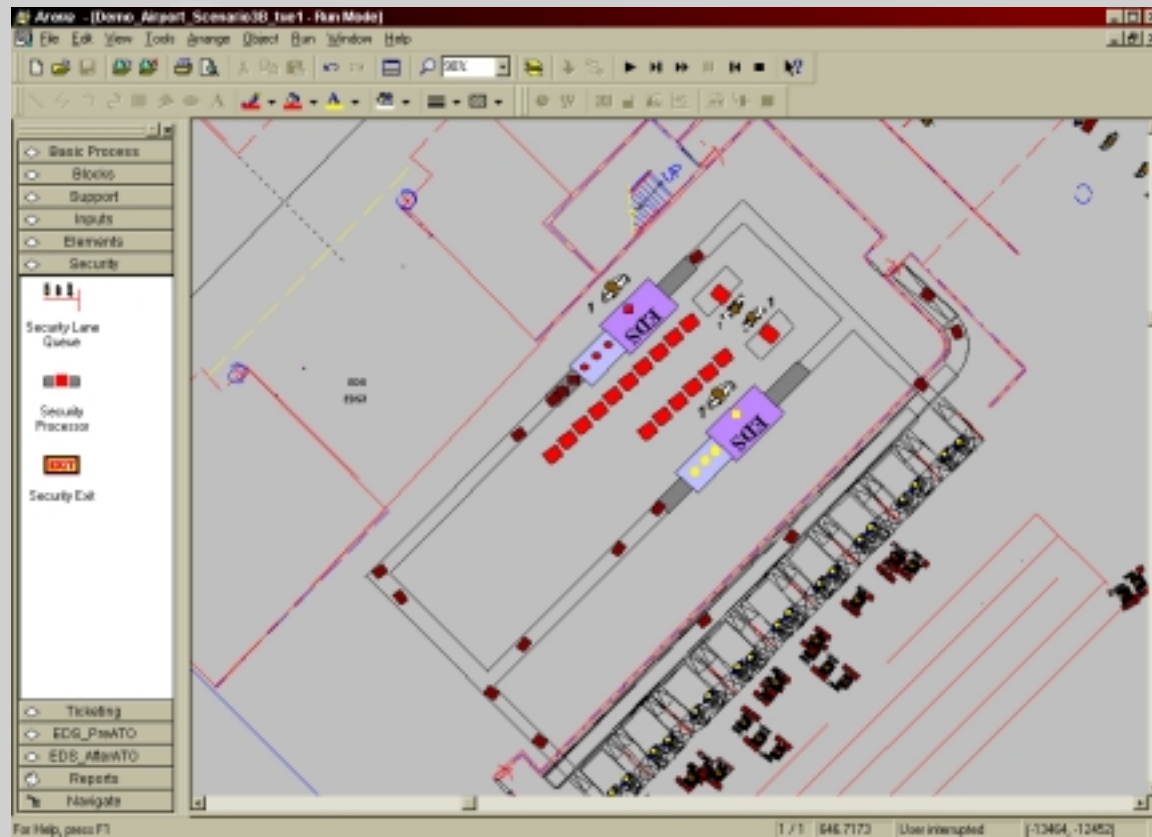 Arena - [Demo_Airport_Scenario3B_tue1 - Run Mode]
File Edit View Tools Arrange Object Run Window Help
90%
Basic Process
Blocks
Support
Inputs
Elements
Security
Security Lane
Queue
Security
Processor
EXIT
Security Exit
Ticketing
EDS_PreATO
EDS_AfterATO
Reports
Navigate
UP
EDS
EDS
For Help, press F1
1 / 1
646.7173
User interrupted
(-13464, -12452)